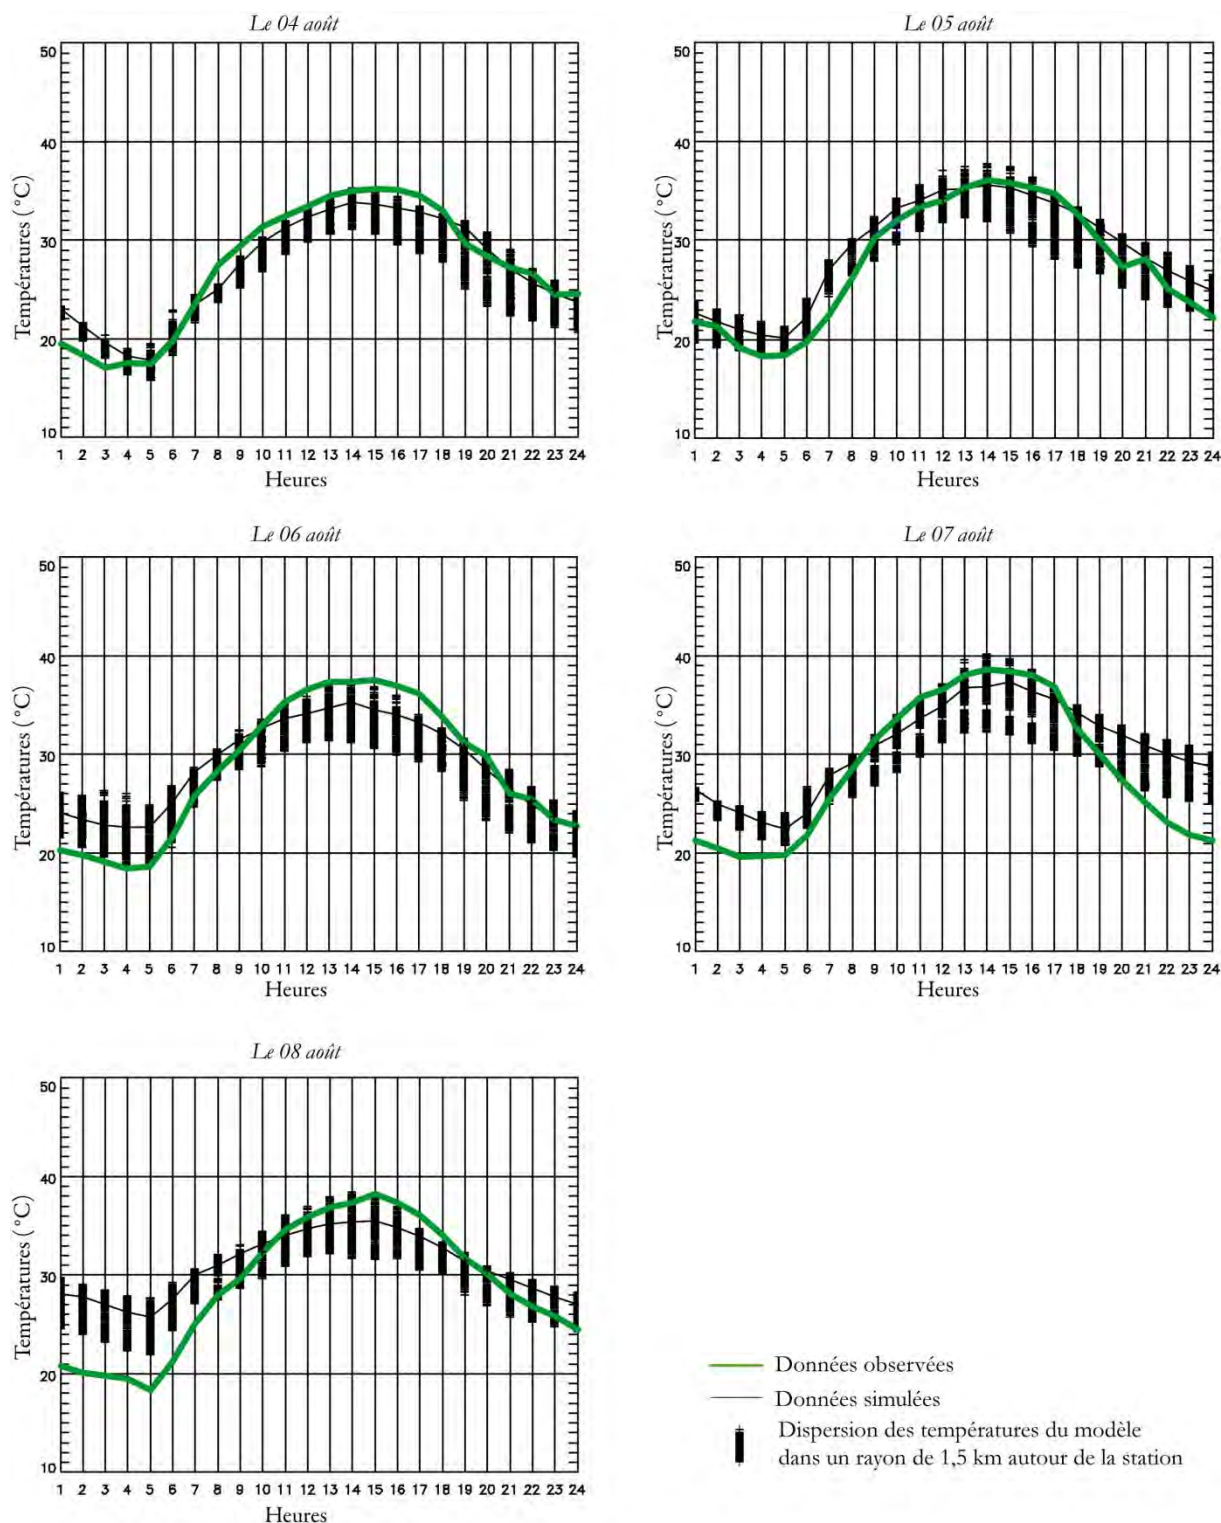 Le 04 août
Le 05 août
50
40
30
20
10
Températures (°C)
1 2 3 4 5 6 7 8 9 10 11 12 13 14 15 16 17 18 19 20 21 22 23 24
Heures
50
40
30
20
10
Températures (°C)
1 2 3 4 5 6 7 8 9 10 11 12 13 14 15 16 17 18 19 20 21 22 23 24
Heures
Le 06 août
Le 07 août
50
40
30
20
10
Températures (°C)
1 2 3 4 5 6 7 8 9 10 11 12 13 14 15 16 17 18 19 20 21 22 23 24
Heures
50
40
30
20
10
Températures (°C)
1 2 3 4 5 6 7 8 9 10 11 12 13 14 15 16 17 18 19 20 21 22 23 24
Heures
Le 08 août
50
40
30
20
10
Températures (°C)
1 2 3 4 5 6 7 8 9 10 11 12 13 14 15 16 17 18 19 20 21 22 23 24
Heures
Données observées
Données simulées
Dispersion des températures du modèle
dans un rayon de 1,5 km autour de la station